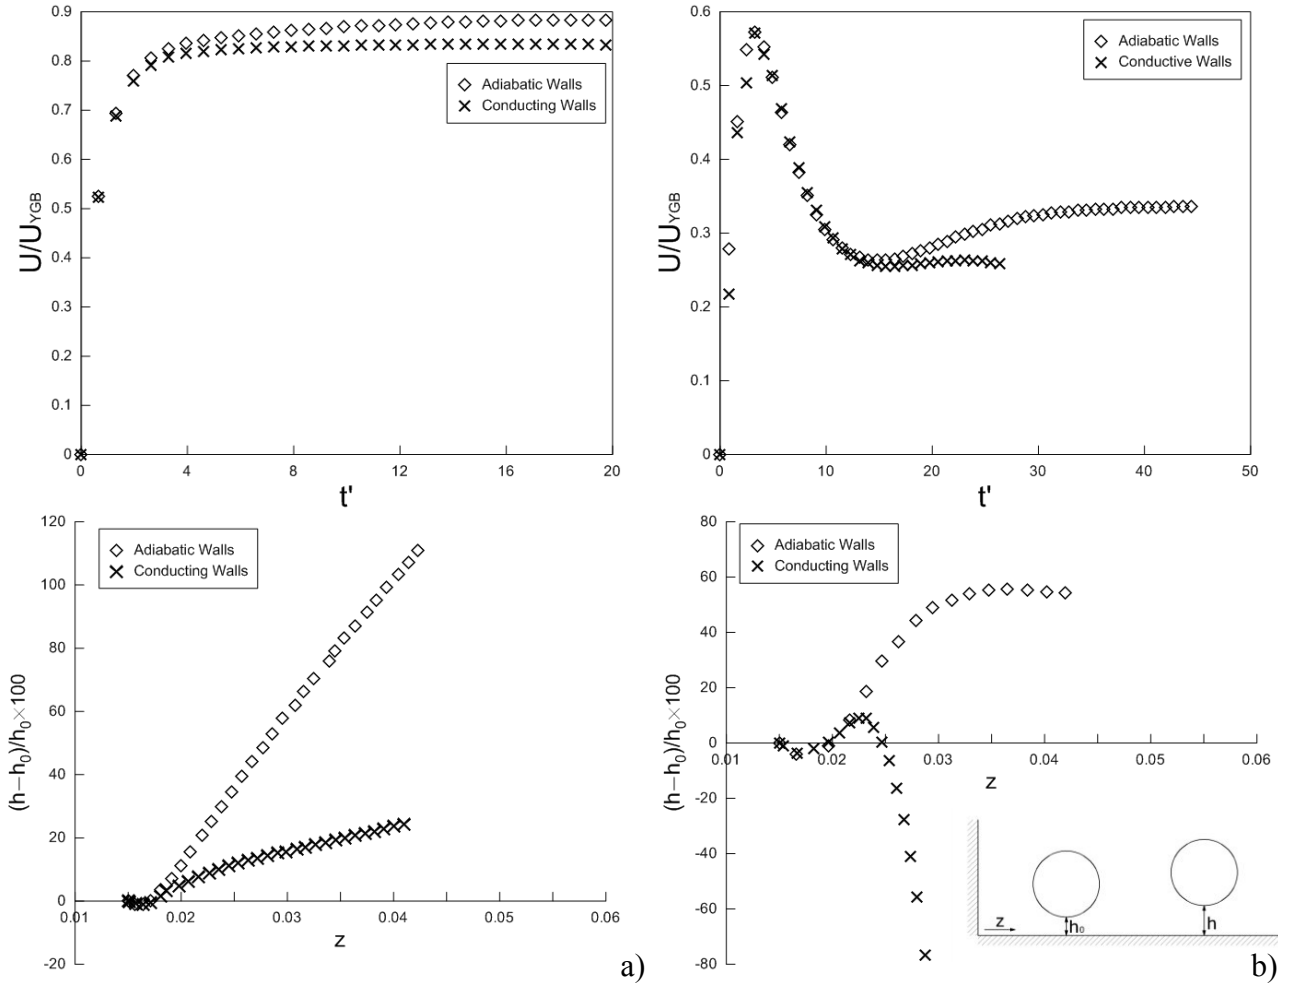 0.9
0.8
0.7
0.6
0.5
0.4
0.3
0.2
0.1
0
U/U_YGB
Adiabatic Walls
Conducting Walls
0 4 8 12 16 20
t'
0.6
0.5
0.4
0.3
0.2
0.1
0
U/U_YGB
Adiabatic Walls
Conductive Walls
0 10 20 30 40 50
t'
120
100
80
60
40
20
0
-20
(h−h₀)/h₀×100
Adiabatic Walls
Conducting Walls
0.01 0.02 0.03 0.04 0.05 0.06
z
a)
80
60
40
20
0
-20
-40
-60
-80
(h−h₀)/h₀×100
Adiabatic Walls
Conducting Walls
0.01 0.02 0.03 0.04 0.05 0.06
z
z h₀ h
b)